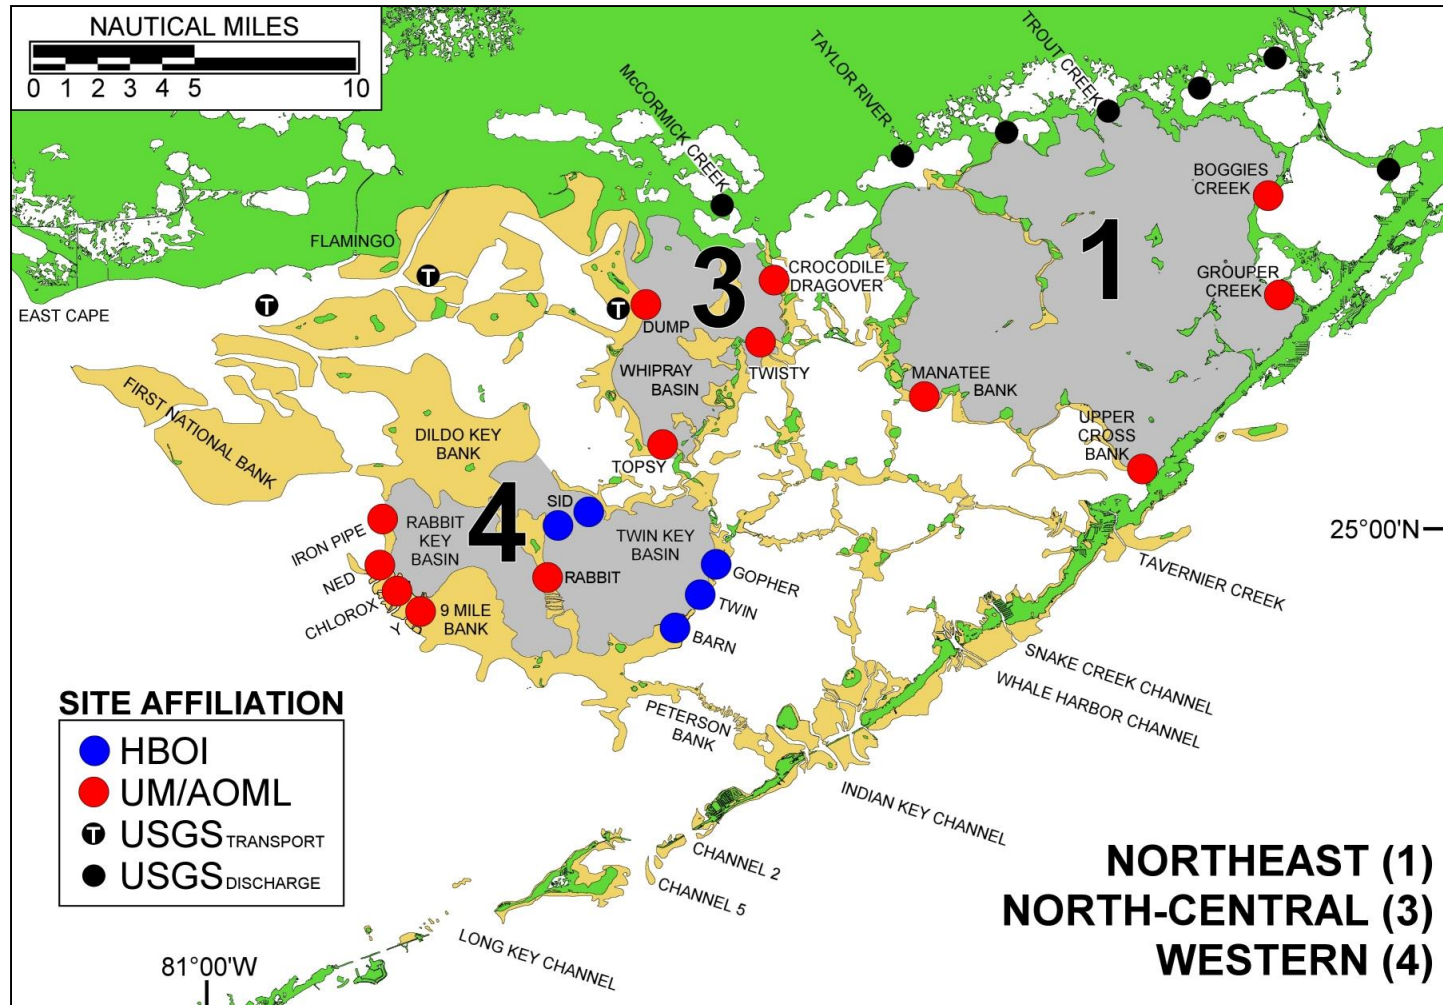 NAUTICAL MILES
0 1 2 3 4 5 10
TROUT CREEK
TAYLOR RIVER
McCORMICK CREEK
BOGGIES
CREEK
FLAMINGO
1
3
CROCODILE
DRAGOVER
GROUPER
CREEK
T
T
T
EAST CAPE
DUMP
WHIPRAY
BASIN
TWISTY
MANATEE
BANK
FIRST NATIONAL BANK
DILDO KEY
BANK
UPPER
CROSS
BANK
TOPSY
4
SID
IRON PIPE
RABBIT
KEY
BASIN
TWIN KEY
BASIN
25°00'N
NED
RABBIT
GOPHER
TAVERNIER CREEK
CHLOROX
TWIN
Y
9 MILE
BANK
BARN
SNAKE CREEK CHANNEL
WHALE HARBOR CHANNEL
PETERSON
BANK
INDIAN KEY CHANNEL
CHANNEL 2
CHANNEL 5
LONG KEY CHANNEL
SITE AFFILIATION
HBOI
UM/AOML
T USGS TRANSPORT
USGS DISCHARGE
81°00'W
NORTHEAST (1)
NORTH-CENTRAL (3)
WESTERN (4)